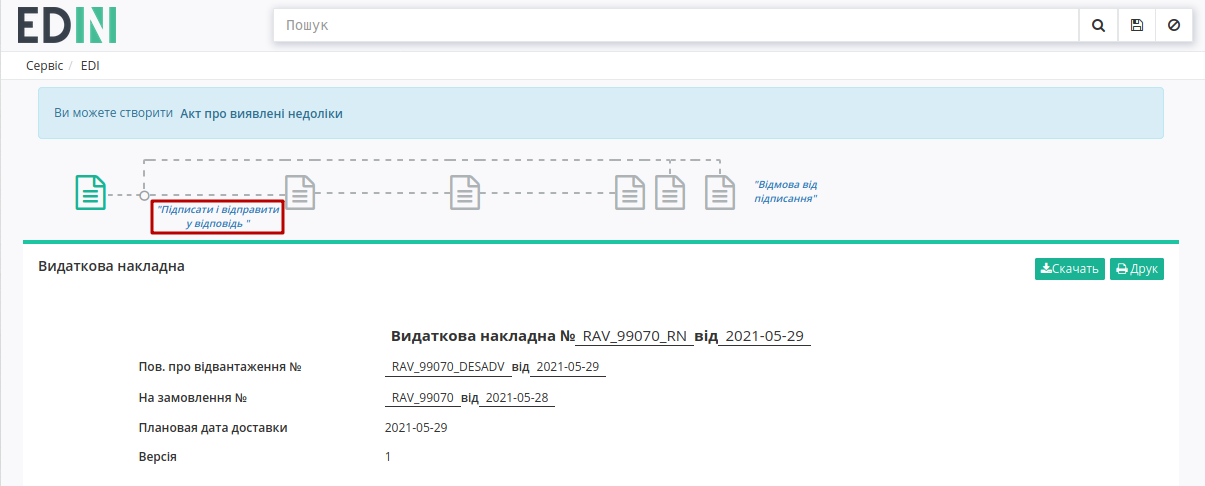 EDIN
Пошук
Сервіс / EDI
Ви можете створити Акт про виявлені недоліки
"Підписати і відправити
у відповідь "
"Відмова від
підписання"
Видаткова накладна
Скачать Друк
Видаткова накладна № RAV_99070_RN від 2021-05-29
Пов. про відвантаження № RAV_99070_DESADV від 2021-05-29
На замовлення № RAV_99070 від 2021-05-28
Плановая дата доставки 2021-05-29
Версія 1